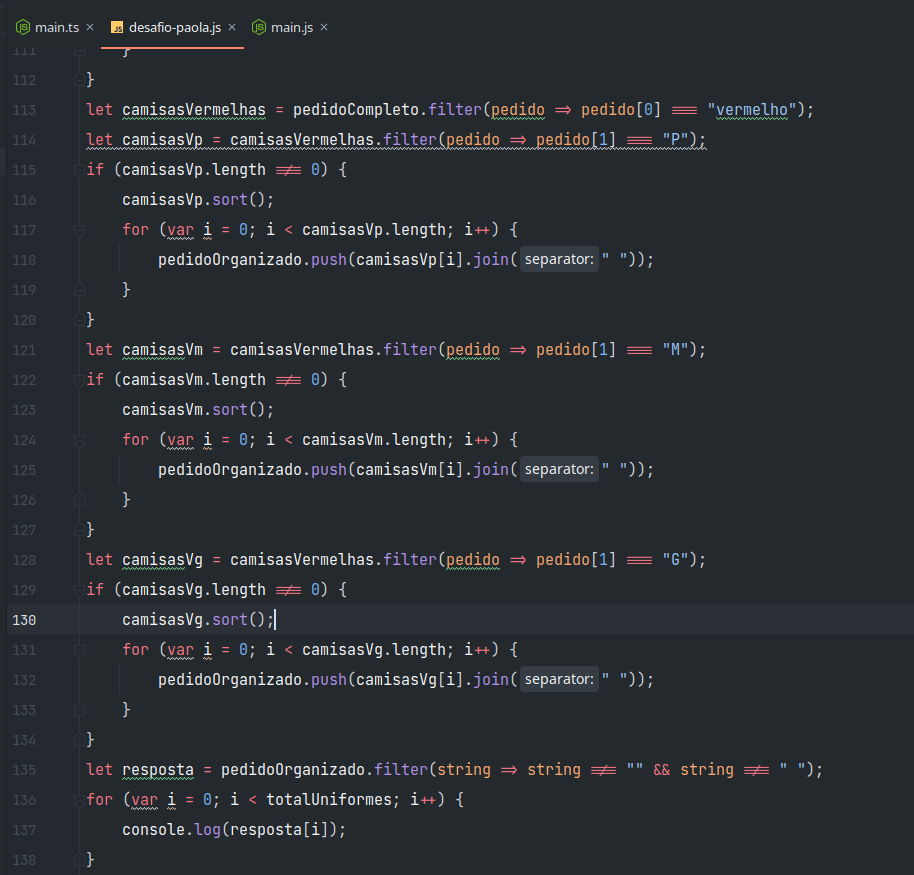 main.ts × desafio-paola.js × main.js ×
111 }
112 }
113 let camisasVermelhas = pedidoCompleto.filter(pedido => pedido[0] === "vermelho");
114 let camisasVp = camisasVermelhas.filter(pedido => pedido[1] === "P");
115 if (camisasVp.length !== 0) {
116 camisasVp.sort();
117 for (var i = 0; i < camisasVp.length; i++) {
118 pedidoOrganizado.push(camisasVp[i].join( separator: " "));
119 }
120 }
121 let camisasVm = camisasVermelhas.filter(pedido => pedido[1] === "M");
122 if (camisasVm.length !== 0) {
123 camisasVm.sort();
124 for (var i = 0; i < camisasVm.length; i++) {
125 pedidoOrganizado.push(camisasVm[i].join( separator: " "));
126 }
127 }
128 let camisasVg = camisasVermelhas.filter(pedido => pedido[1] === "G");
129 if (camisasVg.length !== 0) {
130 camisasVg.sort();
131 for (var i = 0; i < camisasVg.length; i++) {
132 pedidoOrganizado.push(camisasVg[i].join( separator: " "));
133 }
134 }
135 let resposta = pedidoOrganizado.filter(string => string !== "" && string !== " ");
136 for (var i = 0; i < totalUniformes; i++) {
137 console.log(resposta[i]);
138 }